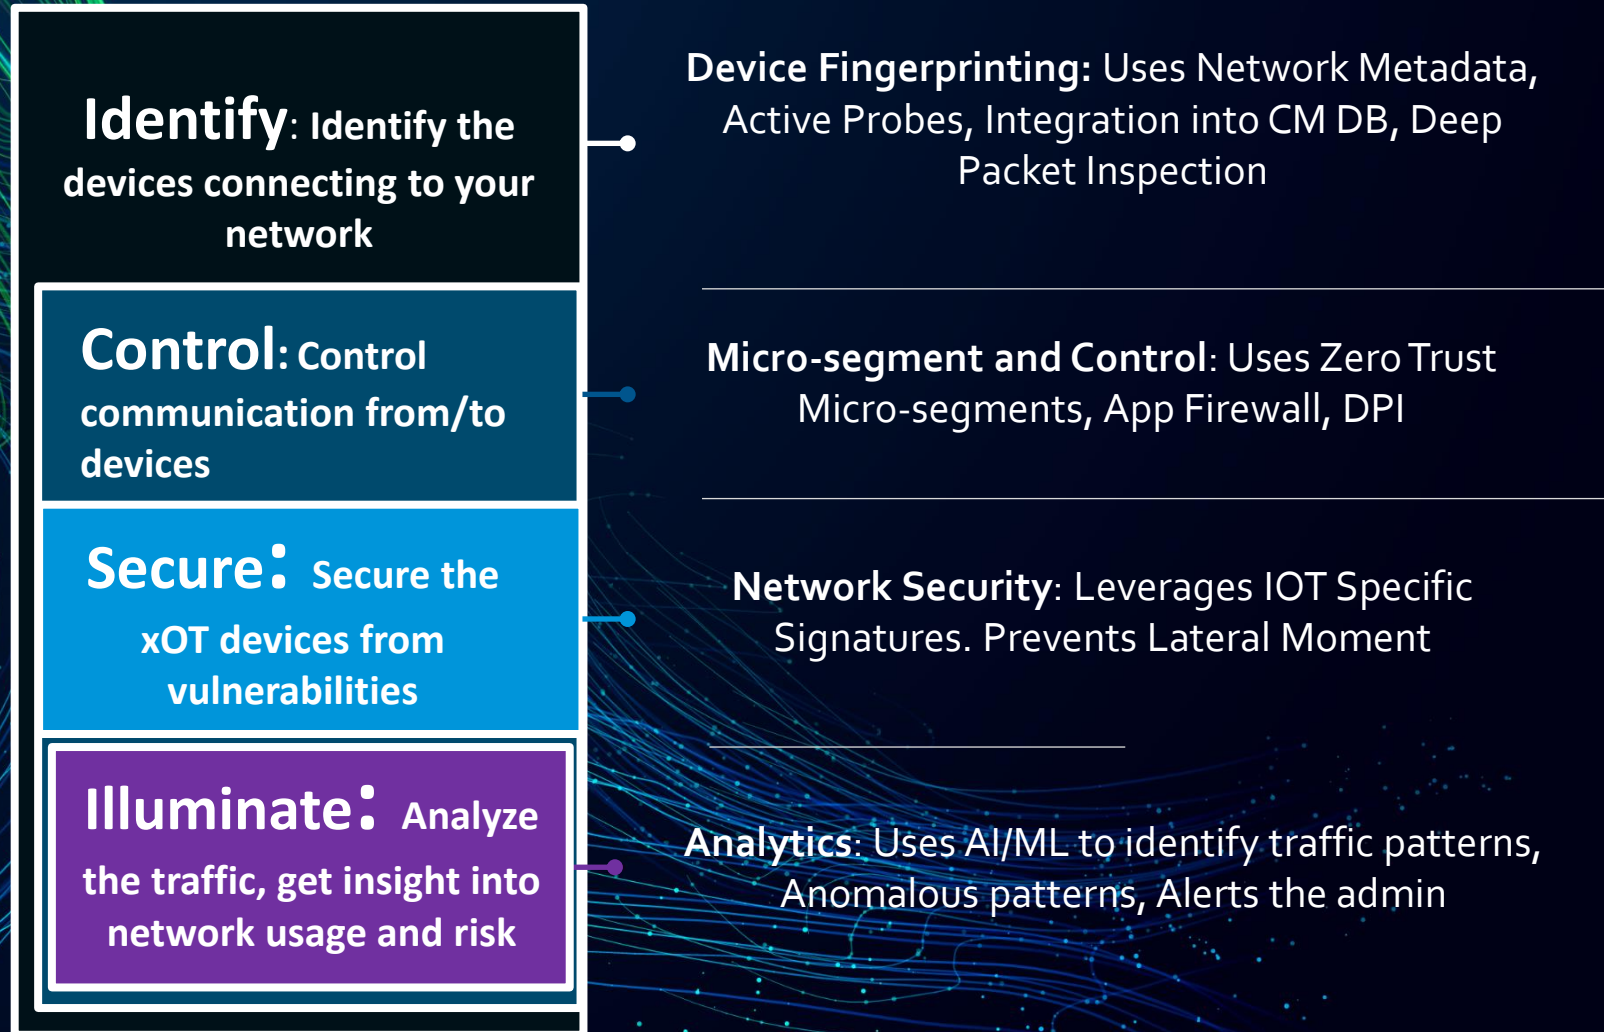 Identify: Identify the
devices connecting to your
network
Device Fingerprinting: Uses Network Metadata,
Active Probes, Integration into CM DB, Deep
Packet Inspection
Control: Control
communication from/to
devices
Micro-segment and Control: Uses Zero Trust
Micro-segments, App Firewall, DPI
Secure: Secure the
xOT devices from
vulnerabilities
Network Security: Leverages IOT Specific
Signatures. Prevents Lateral Moment
Illuminate: Analyze
the traffic, get insight into
network usage and risk
Analytics: Uses AI/ML to identify traffic patterns,
Anomalous patterns, Alerts the admin